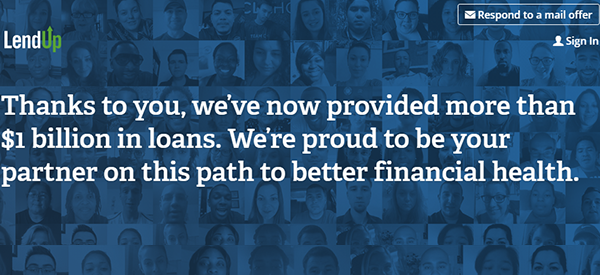 Respond to a mail offer
LendUp
Sign In
Thanks to you, we've now provided more than
$1 billion in loans. We're proud to be your
partner on this path to better financial health.